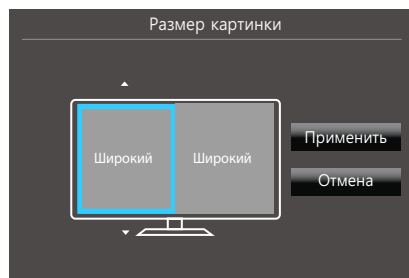 Размер картинки
Широкий
Широкий
Применить
Отмена